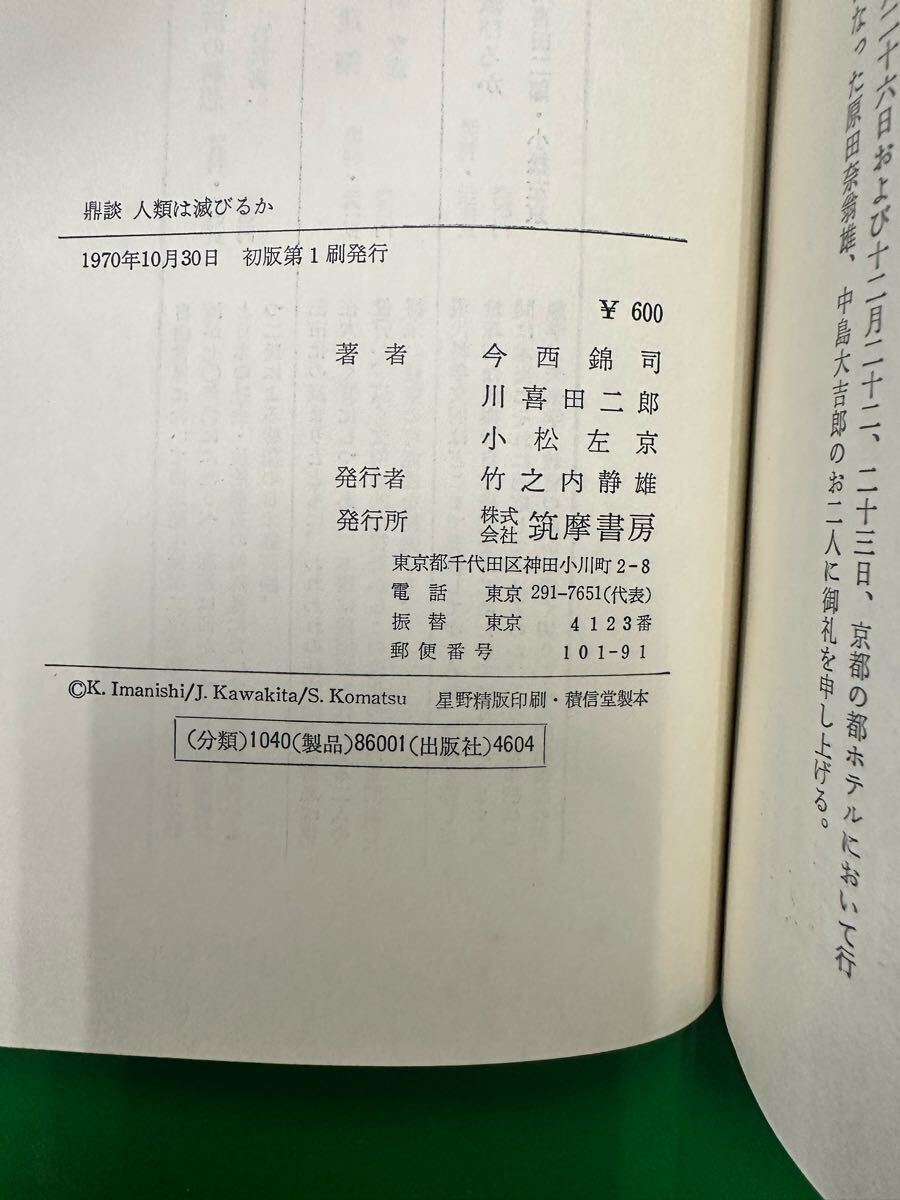 た二十六日および十二月二十二、二十三日、京都の都ホテルにおいて行
なった原田奈翁雄、中島大吉郎のお二人に御礼を申し上げる。
鼎談 人類は滅びるか
1970年10月30日 初版第1刷発行
¥ 600
著者 今西錦司
川喜田二郎
小松左京
発行者 竹之内静雄
発行所 株式会社 筑摩書房
東京都千代田区神田小川町2-8
電話 東京 291-7651(代表)
振替 東京 4123番
郵便番号 101-91
©K. Imanishi/J. Kawakita/S. Komatsu 星野精版印刷・積信堂製本
(分類)1040(製品)86001(出版社)4604